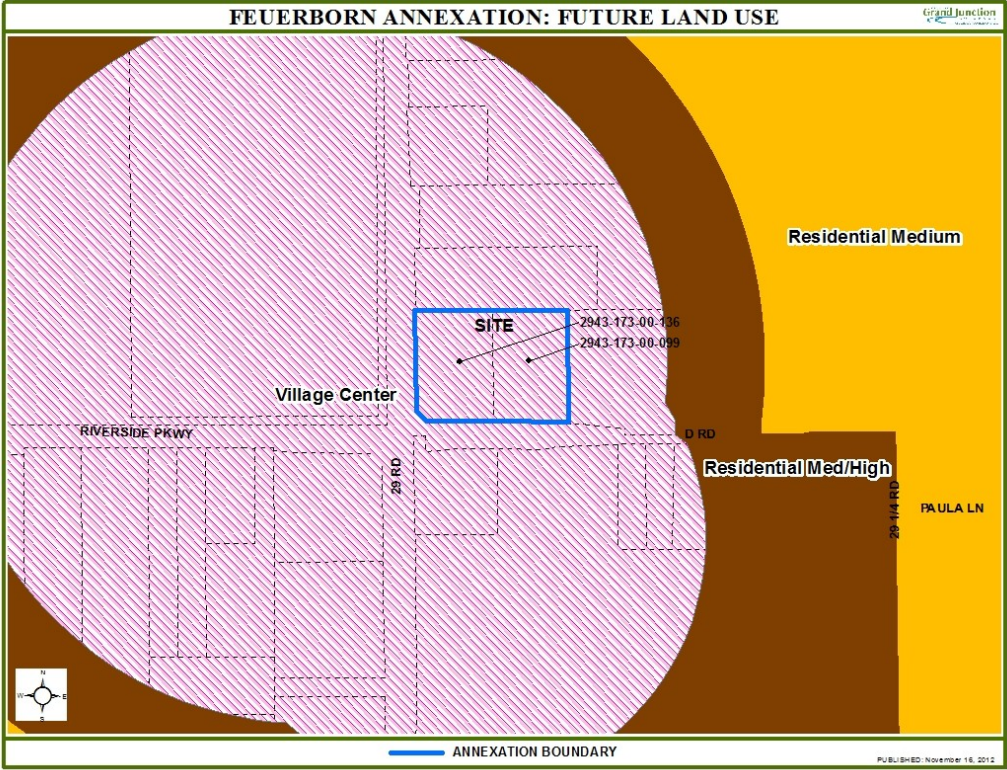 FEUERBORN ANNEXATION: FUTURE LAND USE
Grand Junction
Residential Medium
SITE
2943-173-00-136
2943-173-00-099
Village Center
RIVERSIDE PKWY
D RD
29 RD
Residential Med/High
29 1/4 RD
PAULA LN
N
W
E
S
ANNEXATION BOUNDARY
PUBLISHED: November 16, 2012